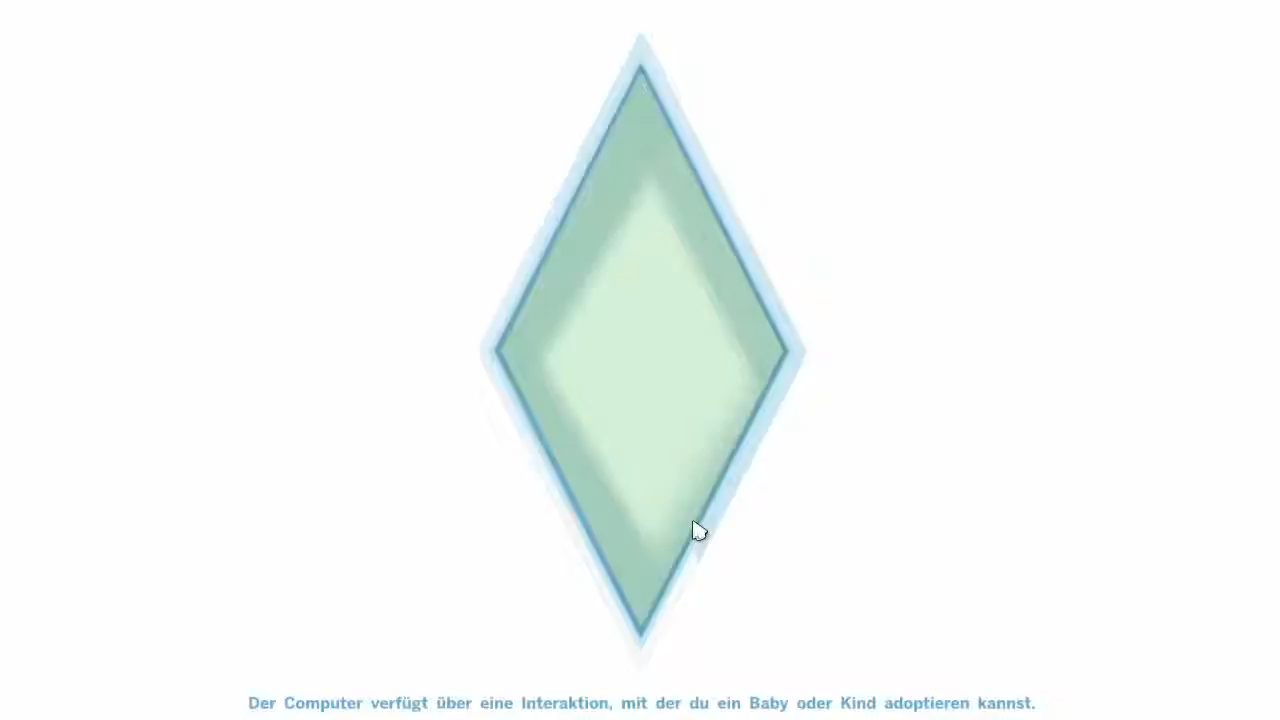 Der Computer verfügt über eine Interaktion, mit der du ein Baby oder Kind adoptieren kannst.